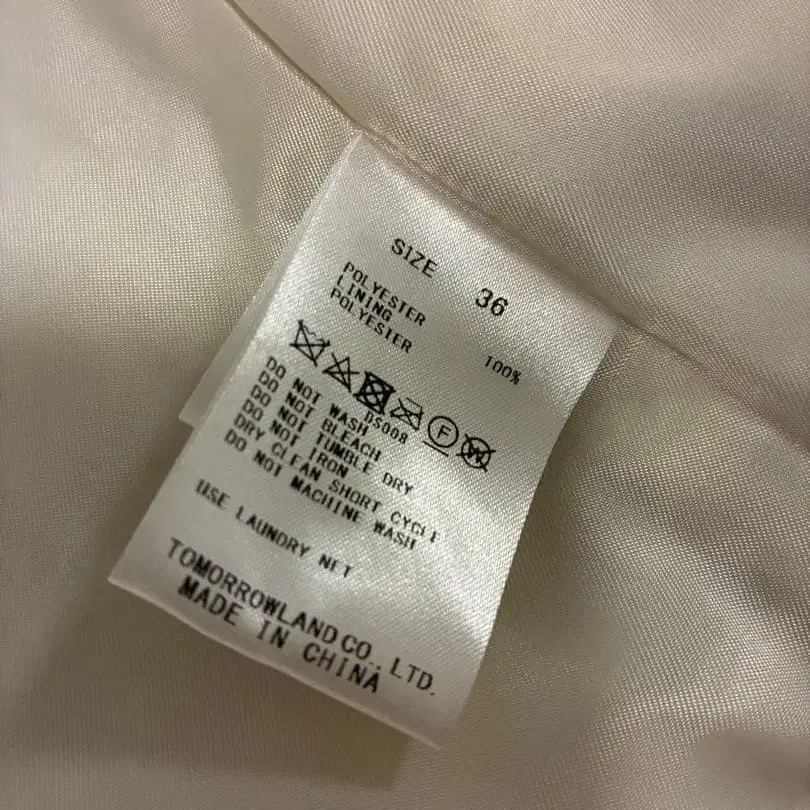 SIZE 36
POLYESTER
LINING
POLYESTER 100%
F W
DS008
DO NOT WASH
DO NOT BLEACH
DO NOT TUMBLE DRY
DO NOT IRON
DRY CLEAN SHORT CYCLE
DO NOT MACHINE WASH
USE LAUNDRY NET
TOMORROWLAND CO., LTD.
MADE IN CHINA